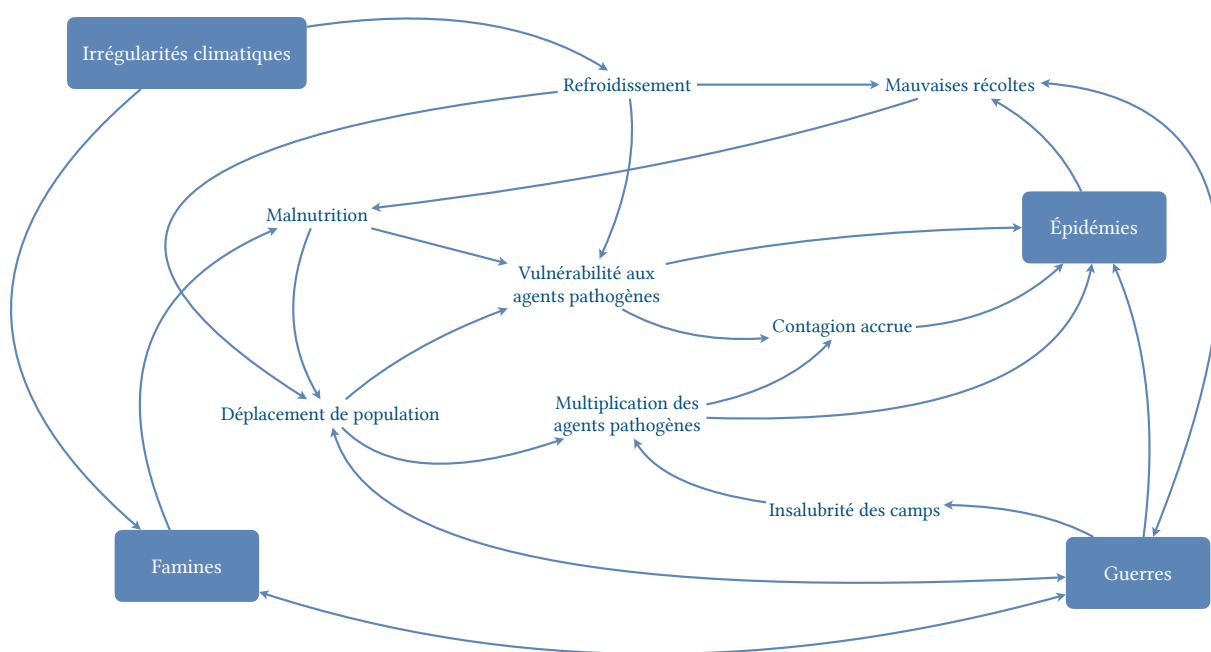 Irrégularités climatiques
Refroidissement
Mauvaises récoltes
Malnutrition
Épidémies
Vulnérabilité aux
agents pathogènes
Contagion accrue
Déplacement de population
Multiplication des
agents pathogènes
Insalubrité des camps
Famines
Guerres